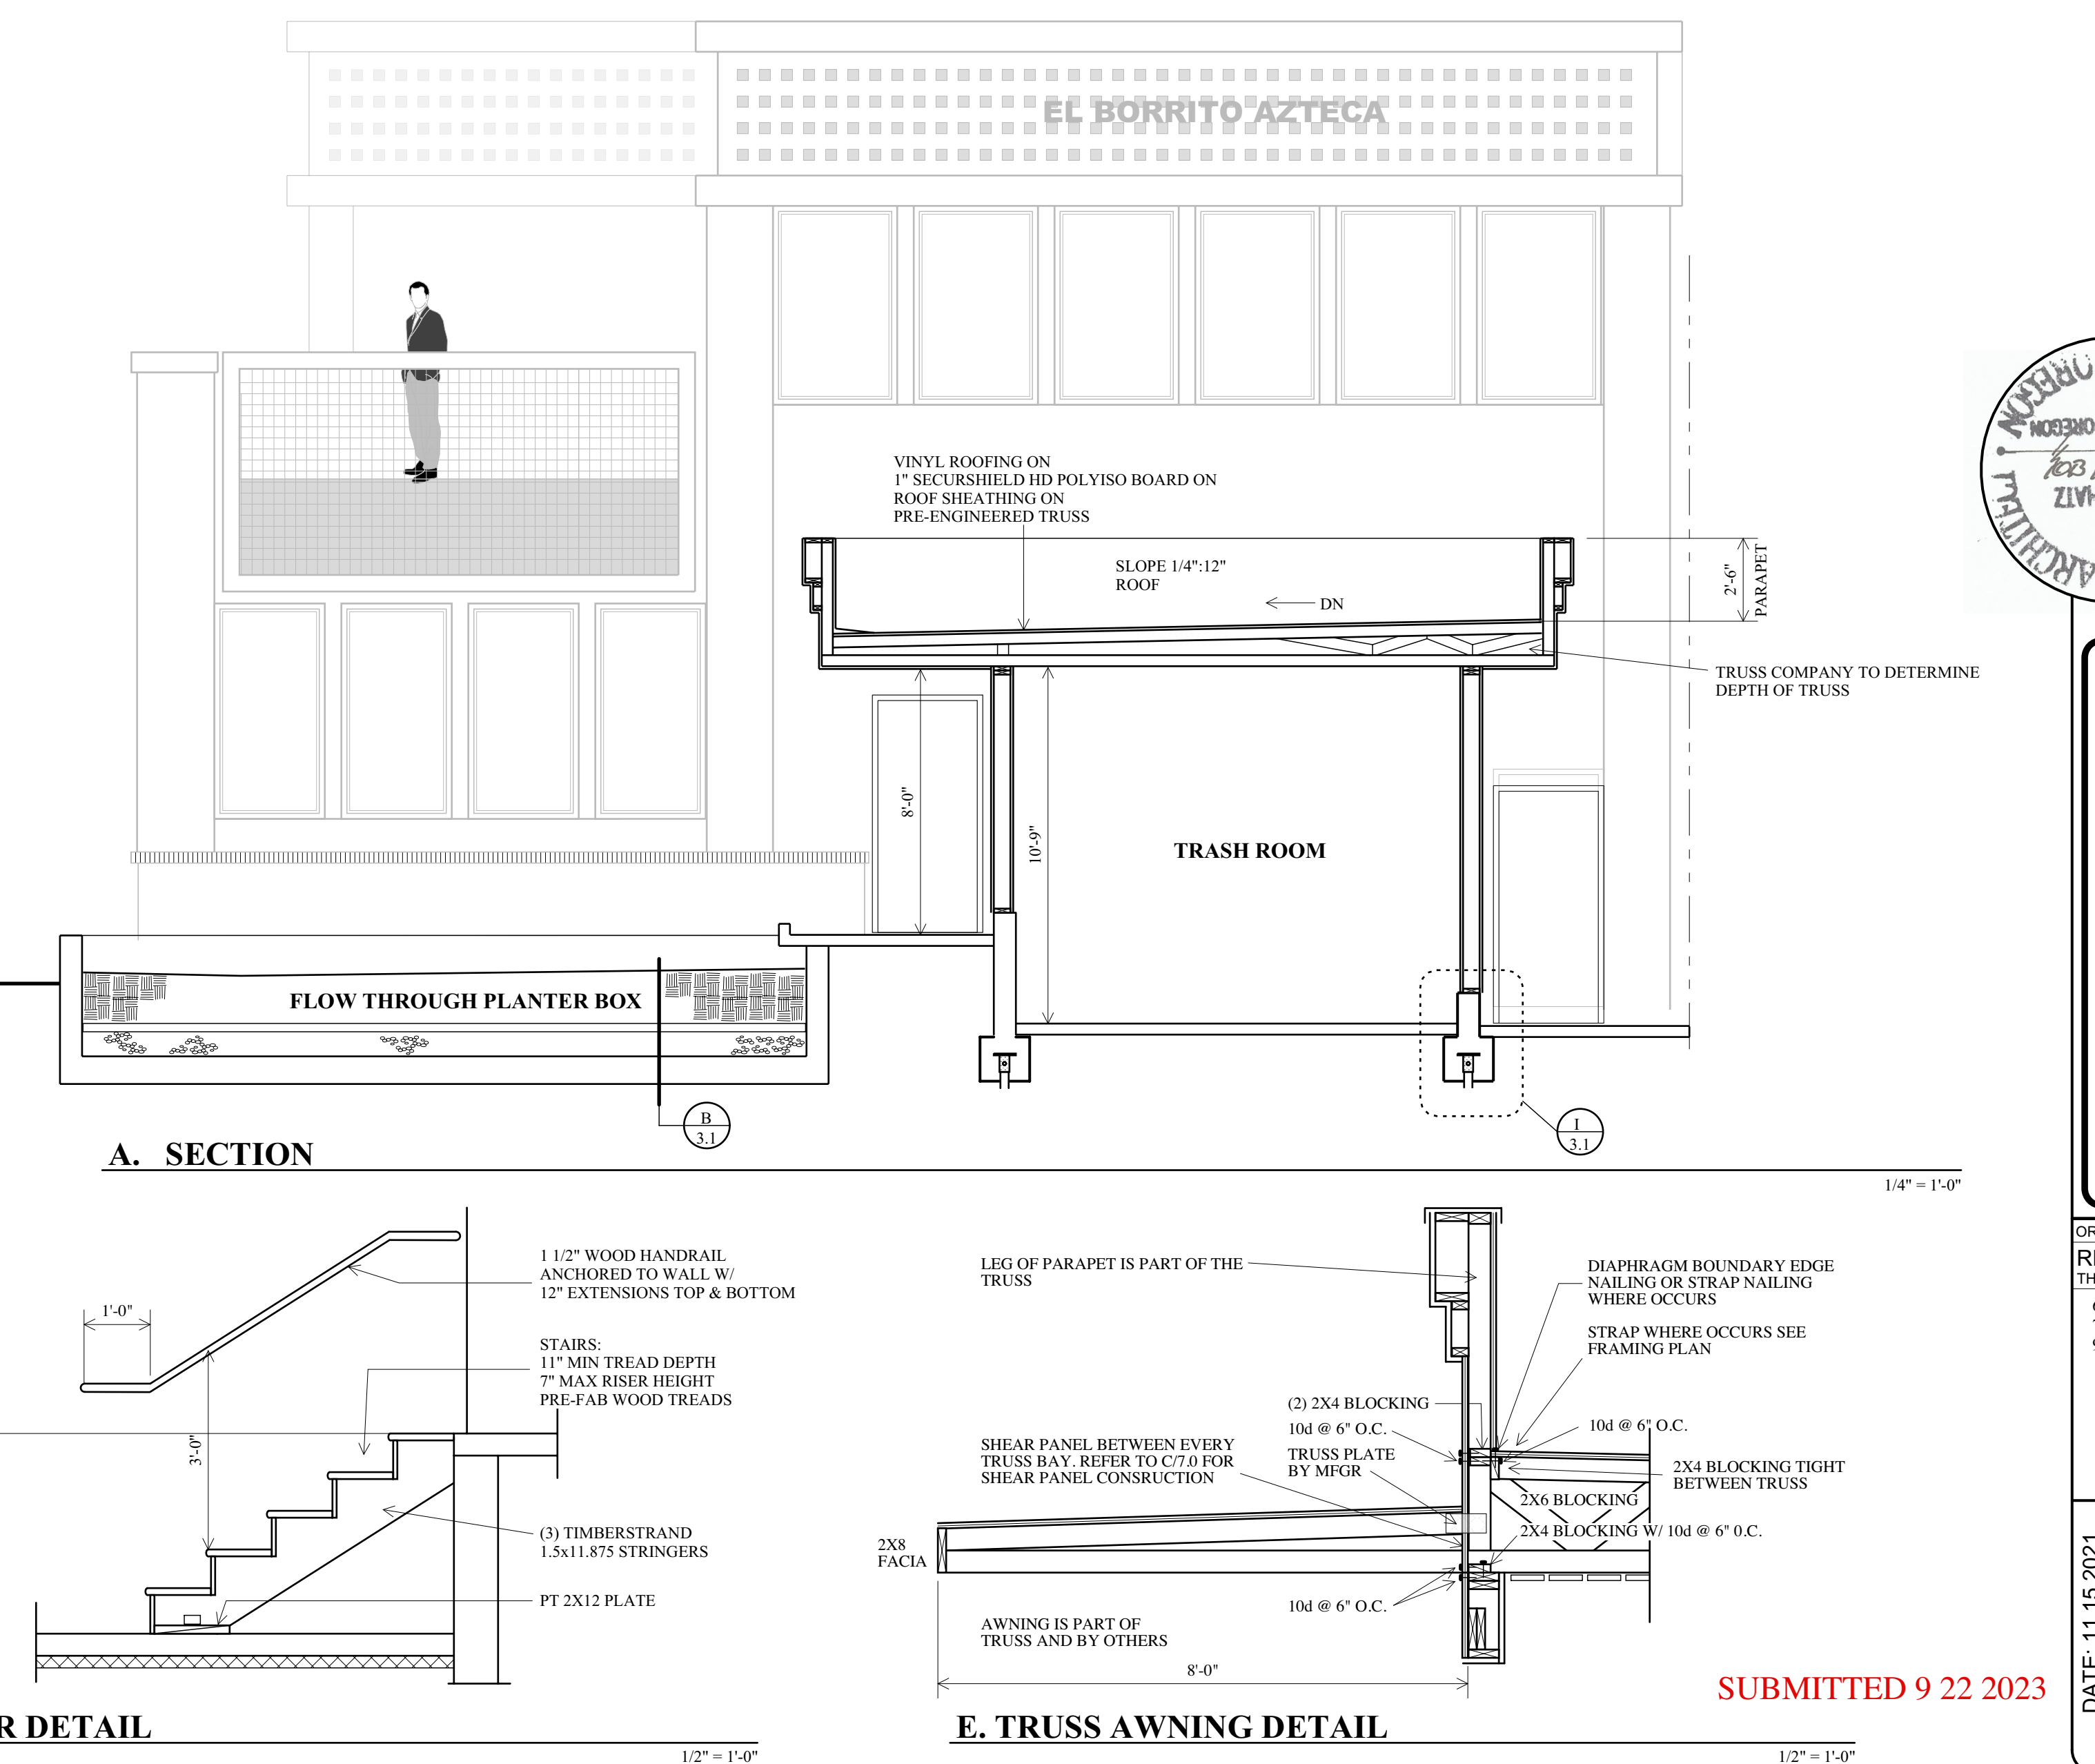 EL BORRITO AZTECA
VINYL ROOFING ON
1" SECURSHIELD HD POLYISO BOARD ON
ROOF SHEATHING ON
PRE-ENGINEERED TRUSS
SLOPE 1/4":12"
ROOF
DN
2'-6"
PARAPET
TRUSS COMPANY TO DETERMINE
DEPTH OF TRUSS
8'-0"
10'-9"
TRASH ROOM
FLOW THROUGH PLANTER BOX
B
3.1
I
3.1
A. SECTION
1/4" = 1'-0"
1 1/2" WOOD HANDRAIL
ANCHORED TO WALL W/
12" EXTENSIONS TOP & BOTTOM
1'-0"
STAIRS:
11" MIN TREAD DEPTH
7" MAX RISER HEIGHT
PRE-FAB WOOD TREADS
3'-0"
(3) TIMBERSTRAND
1.5x11.875 STRINGERS
PT 2X12 PLATE
R DETAIL
1/2" = 1'-0"
LEG OF PARAPET IS PART OF THE
TRUSS
DIAPHRAGM BOUNDARY EDGE
NAILING OR STRAP NAILING
WHERE OCCURS
STRAP WHERE OCCURS SEE
FRAMING PLAN
(2) 2X4 BLOCKING
10d @ 6" O.C.
TRUSS PLATE
BY MFGR
10d @ 6" O.C.
SHEAR PANEL BETWEEN EVERY
TRUSS BAY. REFER TO C/7.0 FOR
SHEAR PANEL CONSRUCTION
2X4 BLOCKING TIGHT
BETWEEN TRUSS
2X6 BLOCKING
2X4 BLOCKING W/ 10d @ 6" 0.C.
2X8
FACIA
10d @ 6" O.C.
AWNING IS PART OF
TRUSS AND BY OTHERS
8'-0"
E. TRUSS AWNING DETAIL
1/2" = 1'-0"
SUBMITTED 9 22 2023
OREGON
DATE: 11.15.2021